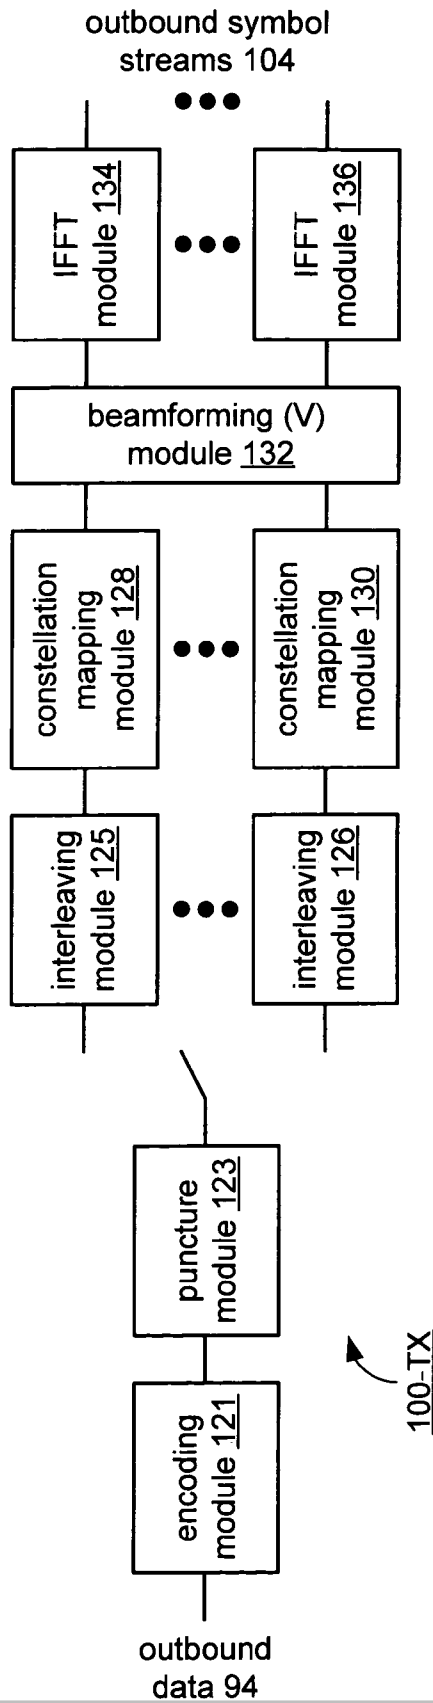 outbound
data 94
encoding
module 121
puncture
module 123
interleaving
module 125
interleaving
module 126
constellation
mapping
module 128
constellation
mapping
module 130
beamforming (V)
module 132
IFFT
module 134
IFFT
module 136
outbound symbol
streams 104
100-TX